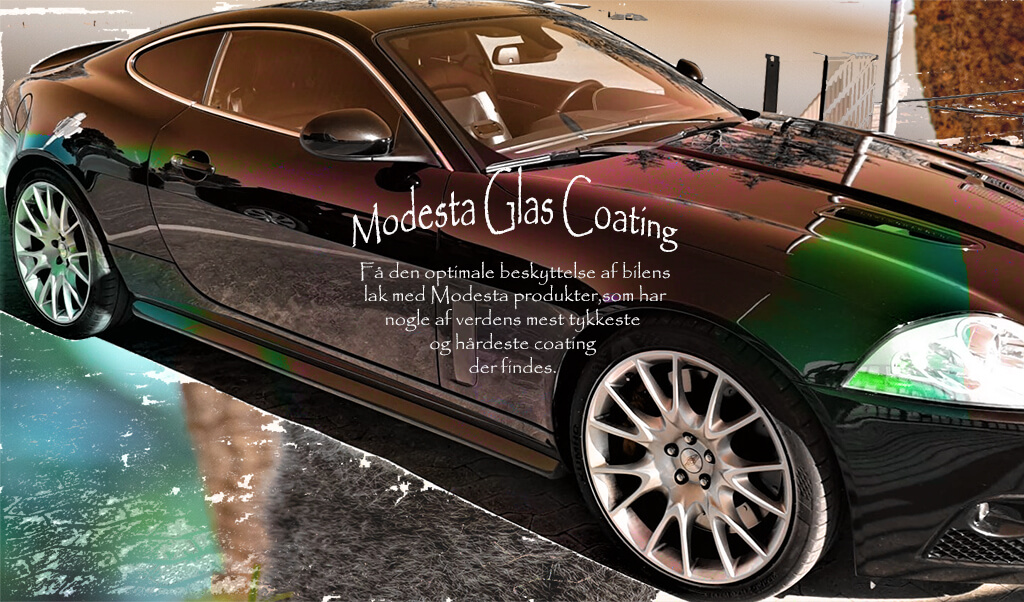 Modesta Glas Coating
Få den optimale beskyttelse af bilens
lak med Modesta produkter,som har
nogle af verdens mest tykkeste
og hårdeste coating
der findes.